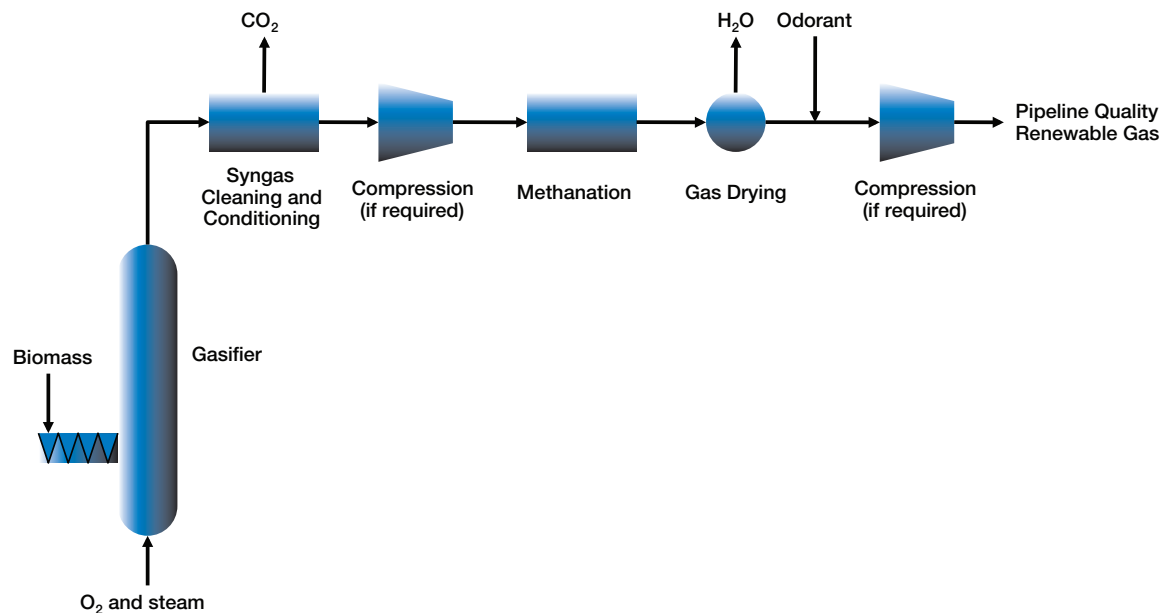 CO₂
H₂O
Odorant
Pipeline Quality
Renewable Gas
Syngas
Cleaning and
Conditioning
Compression
(if required)
Methanation
Gas Drying
Compression
(if required)
Biomass
Gasifier
O₂ and steam